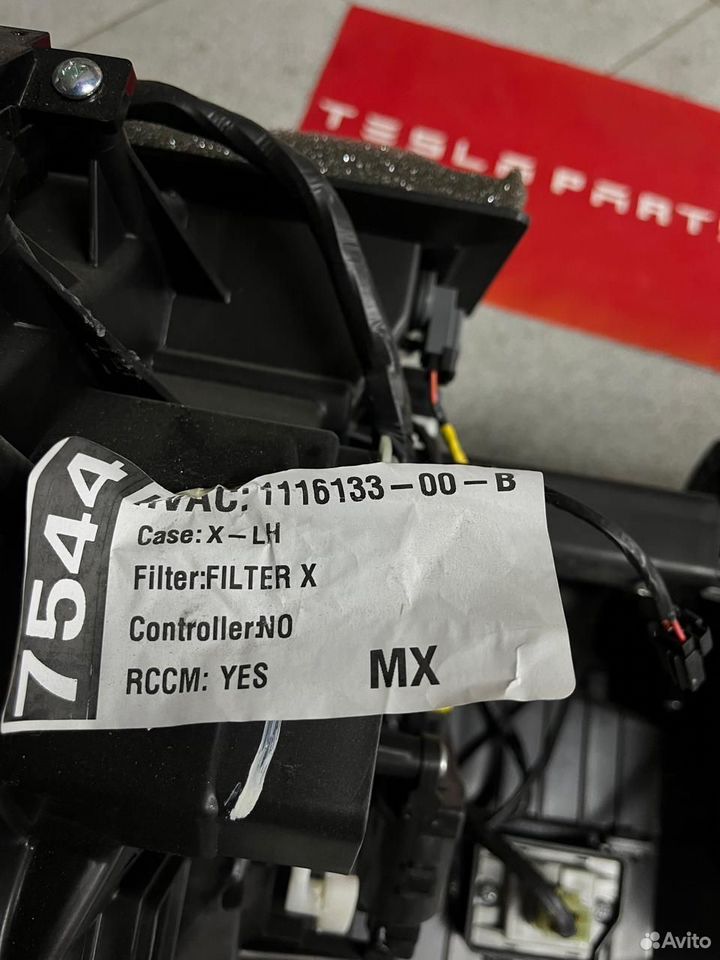 TESLA PARTS
7544
HVAC: 1116133-00-B
Case: X-LH
Filter:FILTER X
Controller:NO
RCCM: YES
MX
Avito